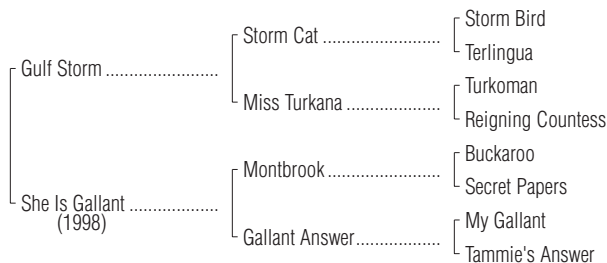 Storm Bird
Storm Cat ..........................
Terlingua
Gulf Storm ........................
Turkoman
Miss Turkana ....................
Reigning Countess
Buckaroo
Montbrook ........................
Secret Papers
She Is Gallant ...................
(1998)
My Gallant
Gallant Answer..................
Tammie's Answer